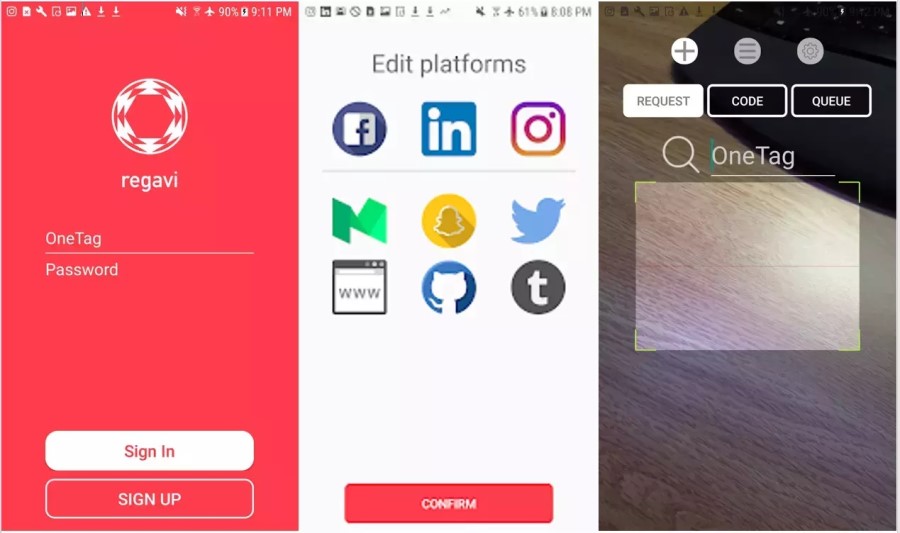 90% 9:11 PM
regavi
OneTag
Password
Sign In
SIGN UP
61% 8:08 PM
Edit platforms
in
www
t
CONFIRM
REQUEST
CODE
QUEUE
OneTag